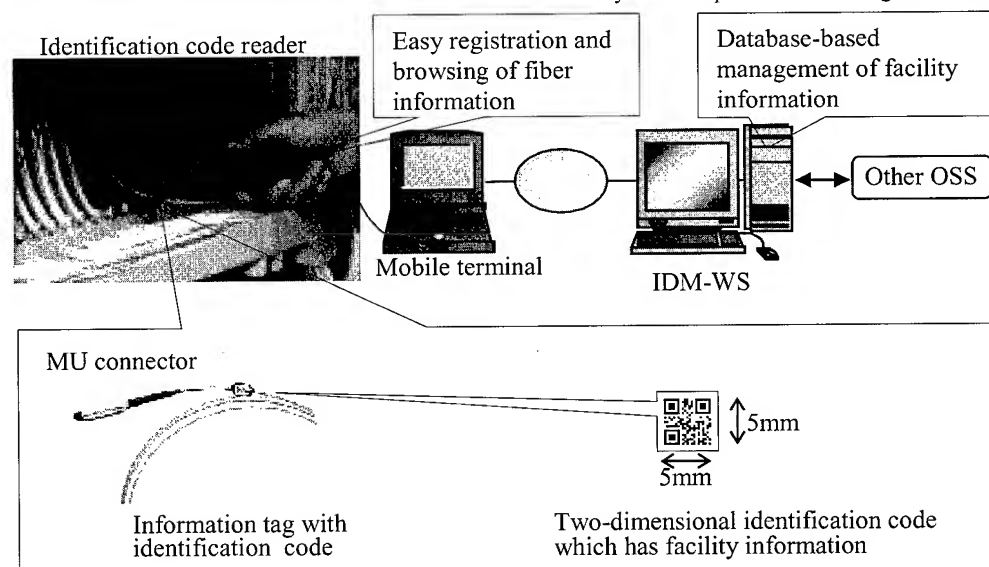 Identification code reader
Easy registration and
browsing of fiber
information
Database-based
management of facility
information
Other OSS
Mobile terminal
IDM-WS
MU connector
5mm
5mm
Information tag with
identification code
Two-dimensional identification code
which has facility information